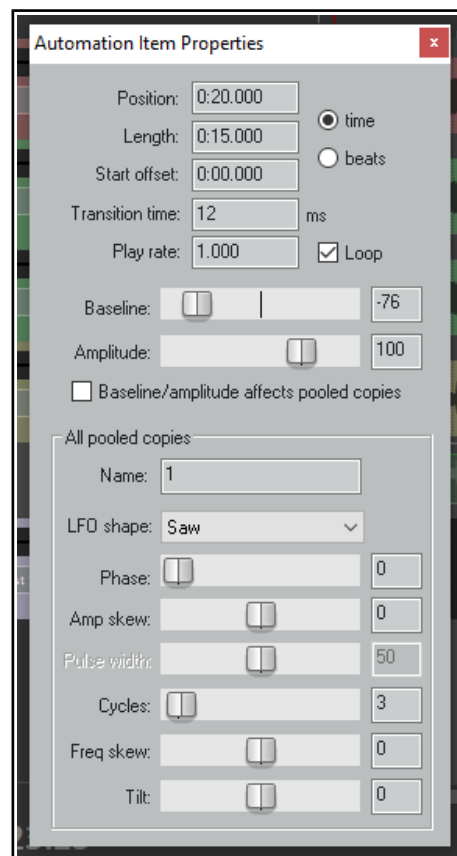 Automation Item Properties
x
Position: 0:20.000
time
Length: 0:15.000
beats
Start offset: 0:00.000
Transition time: 12 ms
Play rate: 1.000 Loop
Baseline: -76
Amplitude: 100
Baseline/amplitude affects pooled copies
All pooled copies
Name: 1
LFO shape: Saw
Phase: 0
Amp skew: 0
Pulse width: 50
Cycles: 3
Freq skew: 0
Tilt: 0